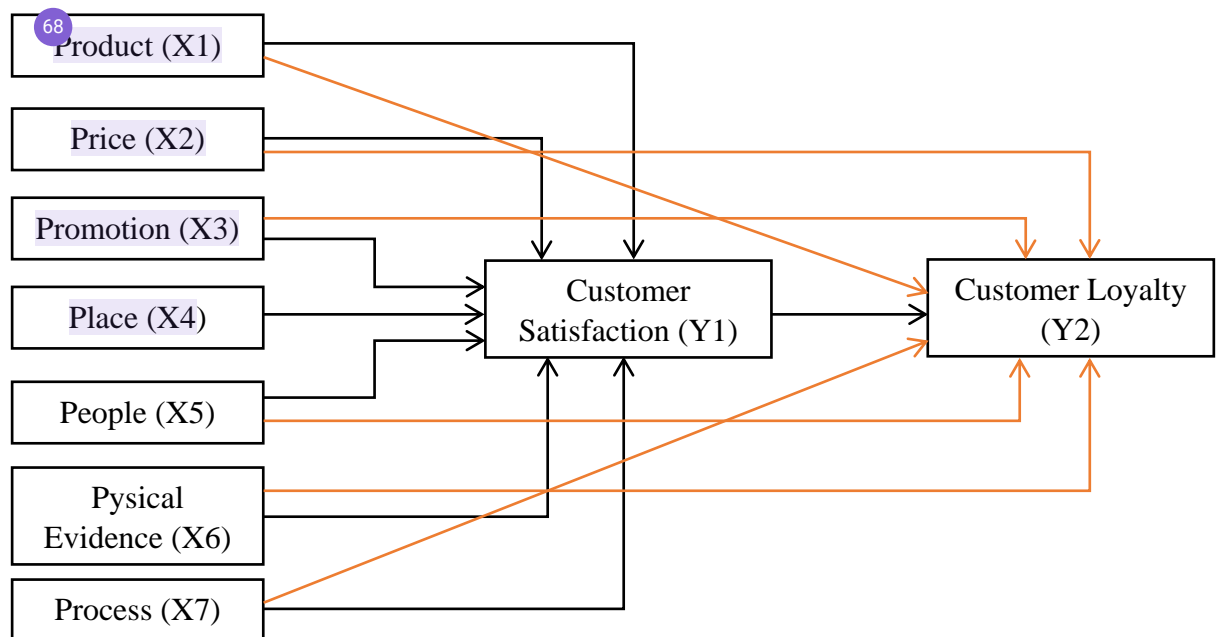 68
Product (X1)
Price (X2)
Promotion (X3)
Place (X4)
People (X5)
Pysical
Evidence (X6)
Process (X7)
Customer
Satisfaction (Y1)
Customer Loyalty
(Y2)